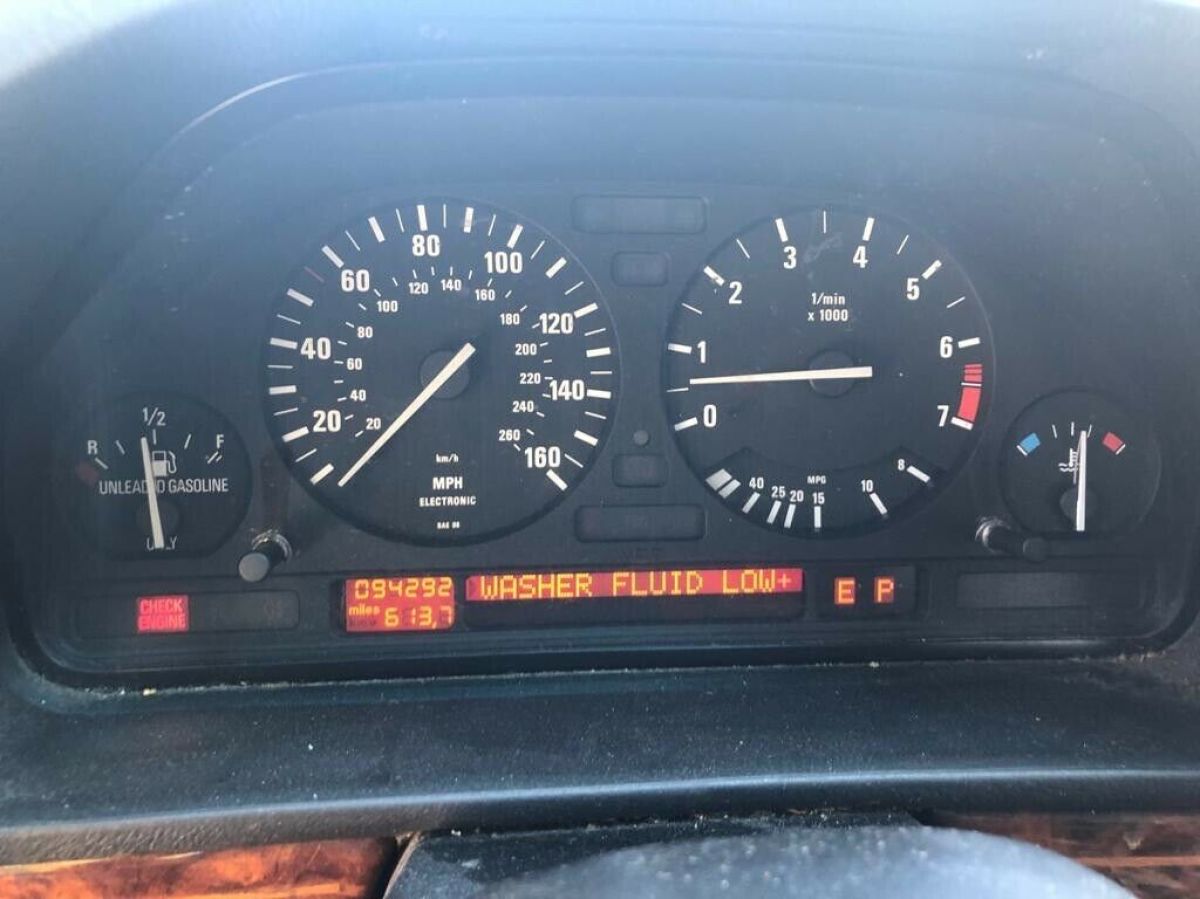 20 40 60 80 100 120 140 160
20 40 60 80 100 120 140 160 180 200 220 240 260
km/h
MPH
ELECTRONIC
0 1 2 3 4 5 6 7
1/min
x 1000
40 25 20 15 10 8
MPG
R 1/2 F
UNLEADED GASOLINE
ONLY
CHECK
ENGINE
094292
miles 613,7
WASHER FLUID LOW+
E P